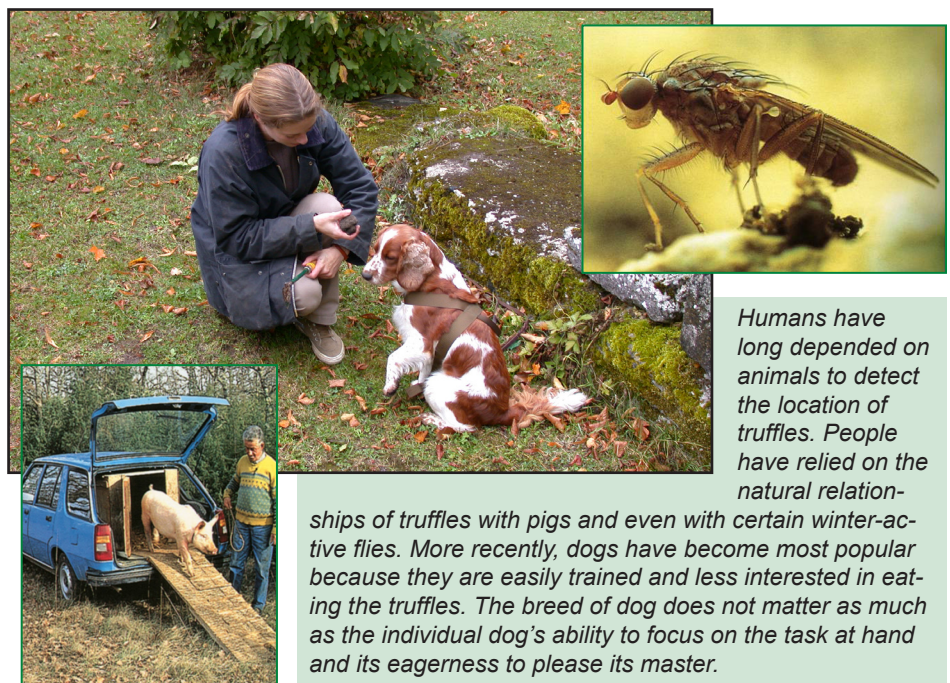 Humans have
long depended on
animals to detect
the location of
truffles. People
have relied on the
natural relation-
ships of truffles with pigs and even with certain winter-ac-
tive flies. More recently, dogs have become most popular
because they are easily trained and less interested in eat-
ing the truffles. The breed of dog does not matter as much
as the individual dog’s ability to focus on the task at hand
and its eagerness to please its master.